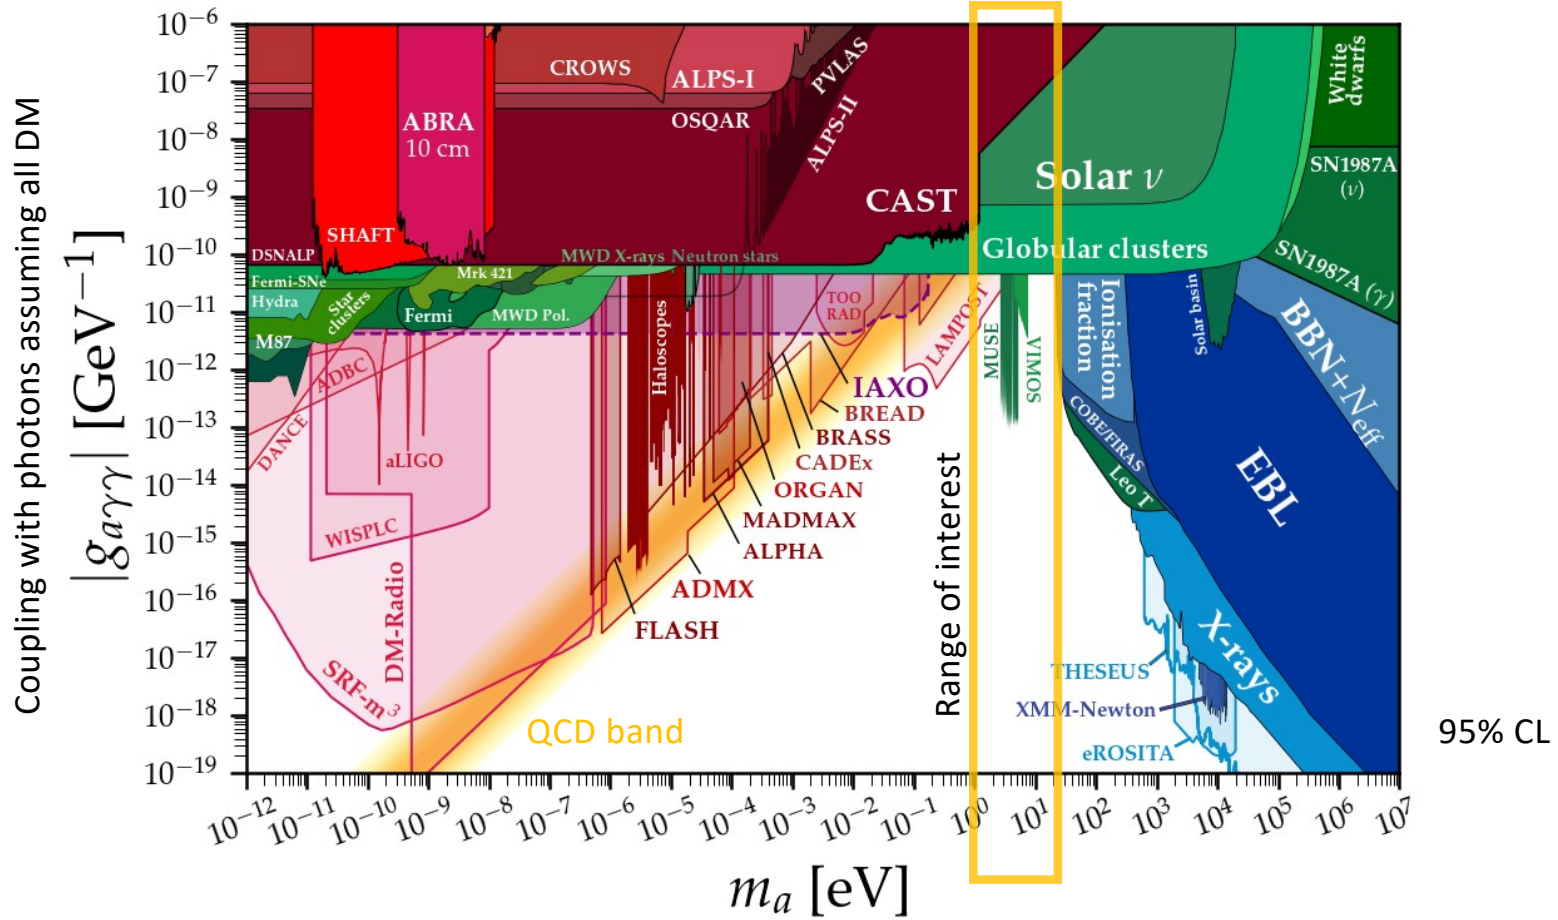 Coupling with photons assuming all DM
|g_{aγγ}| [GeV⁻¹]
10⁻⁶
10⁻⁷
10⁻⁸
10⁻⁹
10⁻¹⁰
10⁻¹¹
10⁻¹²
10⁻¹³
10⁻¹⁴
10⁻¹⁵
10⁻¹⁶
10⁻¹⁷
10⁻¹⁸
10⁻¹⁹
CROWS
ALPS-I
PVLAS
OSQAR
ALPS-II
ABRA
10 cm
SHAFT
CAST
Solar ν
Globular clusters
White
dwarfs
SN1987A
(ν)
SN1987A (γ)
DSNALP
Fermi-SNe
Hydra
M87
Star
clusters
Mrk 421
Fermi
MWD X-rays
Neutron stars
MWD Pol.
Haloscopes
TOO
RAD
LAMPOST
MUSE
VIMOS
Ionisation
fraction
Solar basin
BBN+N_{eff}
COBE/FIRAS
Leo T
EBL
X-rays
THESEUS
XMM-Newton
eROSITA
ADBC
DANCE
aLIGO
WISPLC
DM-Radio
SRF-m³
IAXO
BREAD
BRASS
CADEx
ORGAN
MADMAX
ALPHA
ADMX
FLASH
QCD band
Range of interest
95% CL
10⁻¹²
10⁻¹¹
10⁻¹⁰
10⁻⁹
10⁻⁸
10⁻⁷
10⁻⁶
10⁻⁵
10⁻⁴
10⁻³
10⁻²
10⁻¹
10⁰
10¹
10²
10³
10⁴
10⁵
10⁶
10⁷
m_a [eV]